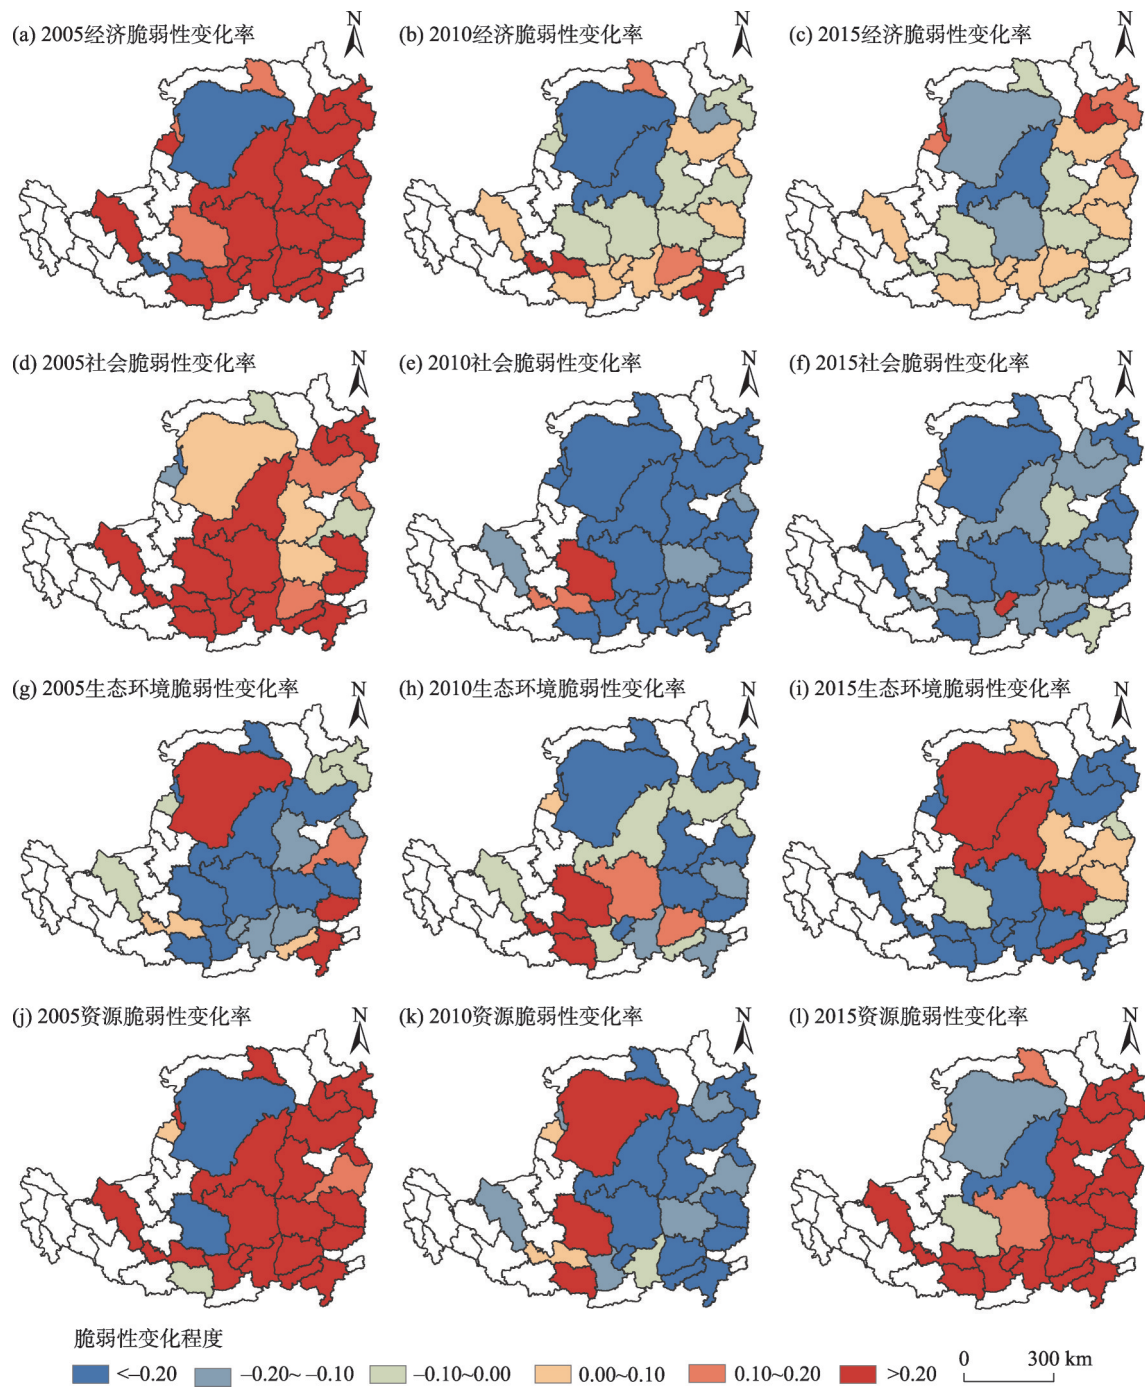 (a) 2005经济脆弱性变化率
N
(b) 2010经济脆弱性变化率
N
(c) 2015经济脆弱性变化率
N
(d) 2005社会脆弱性变化率
N
(e) 2010社会脆弱性变化率
N
(f) 2015社会脆弱性变化率
N
(g) 2005生态环境脆弱性变化率
N
(h) 2010生态环境脆弱性变化率
N
(i) 2015生态环境脆弱性变化率
N
(j) 2005资源脆弱性变化率
N
(k) 2010资源脆弱性变化率
N
(l) 2015资源脆弱性变化率
N
脆弱性变化程度
<–0.20 –0.20~ –0.10 –0.10~0.00 0.00~0.10 0.10~0.20 >0.20
0 300 km